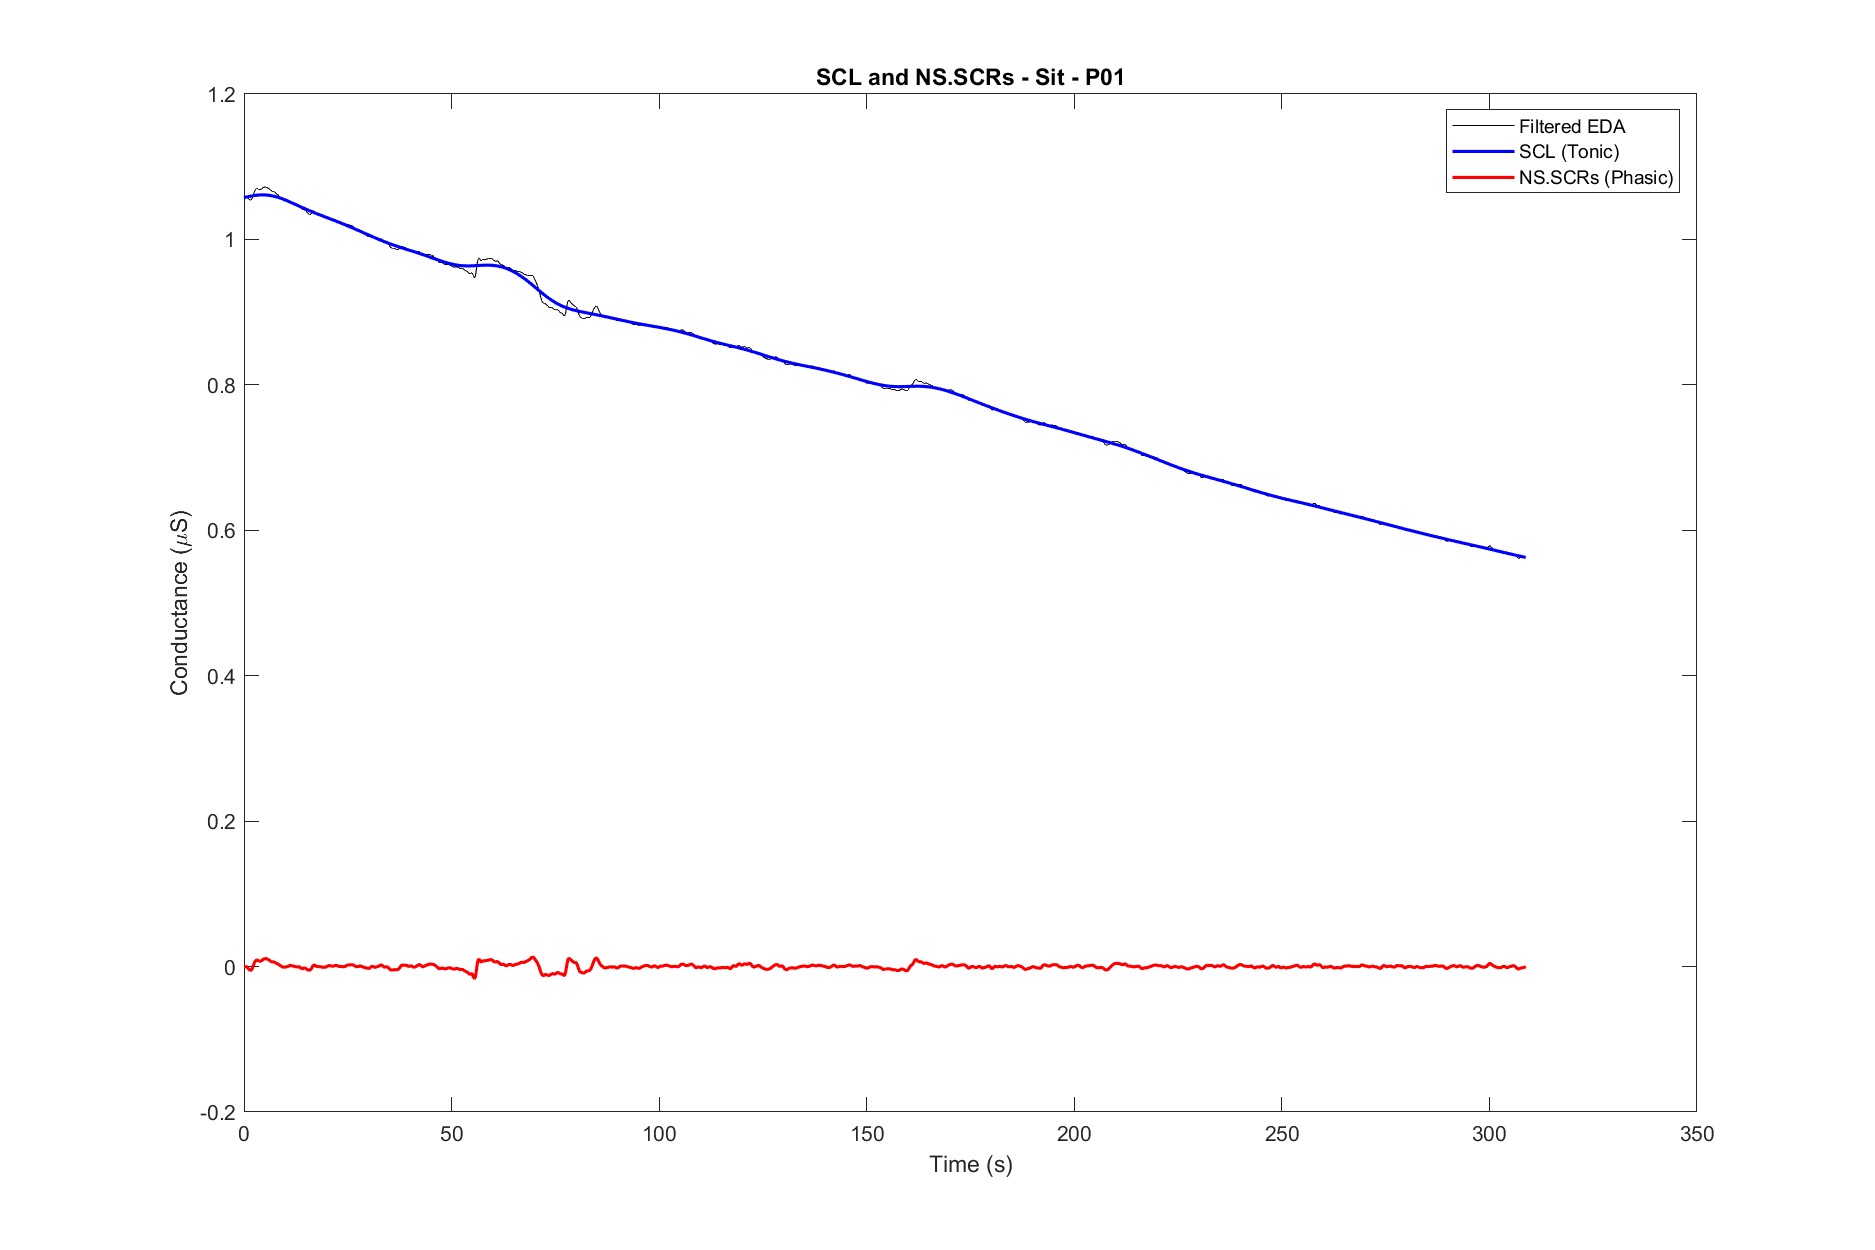 SCL and NS.SCRs - Sit - P01
Filtered EDA
SCL (Tonic)
NS.SCRs (Phasic)
1.2
1
0.8
0.6
0.4
0.2
0
-0.2
Conductance (μS)
0 50 100 150 200 250 300 350
Time (s)